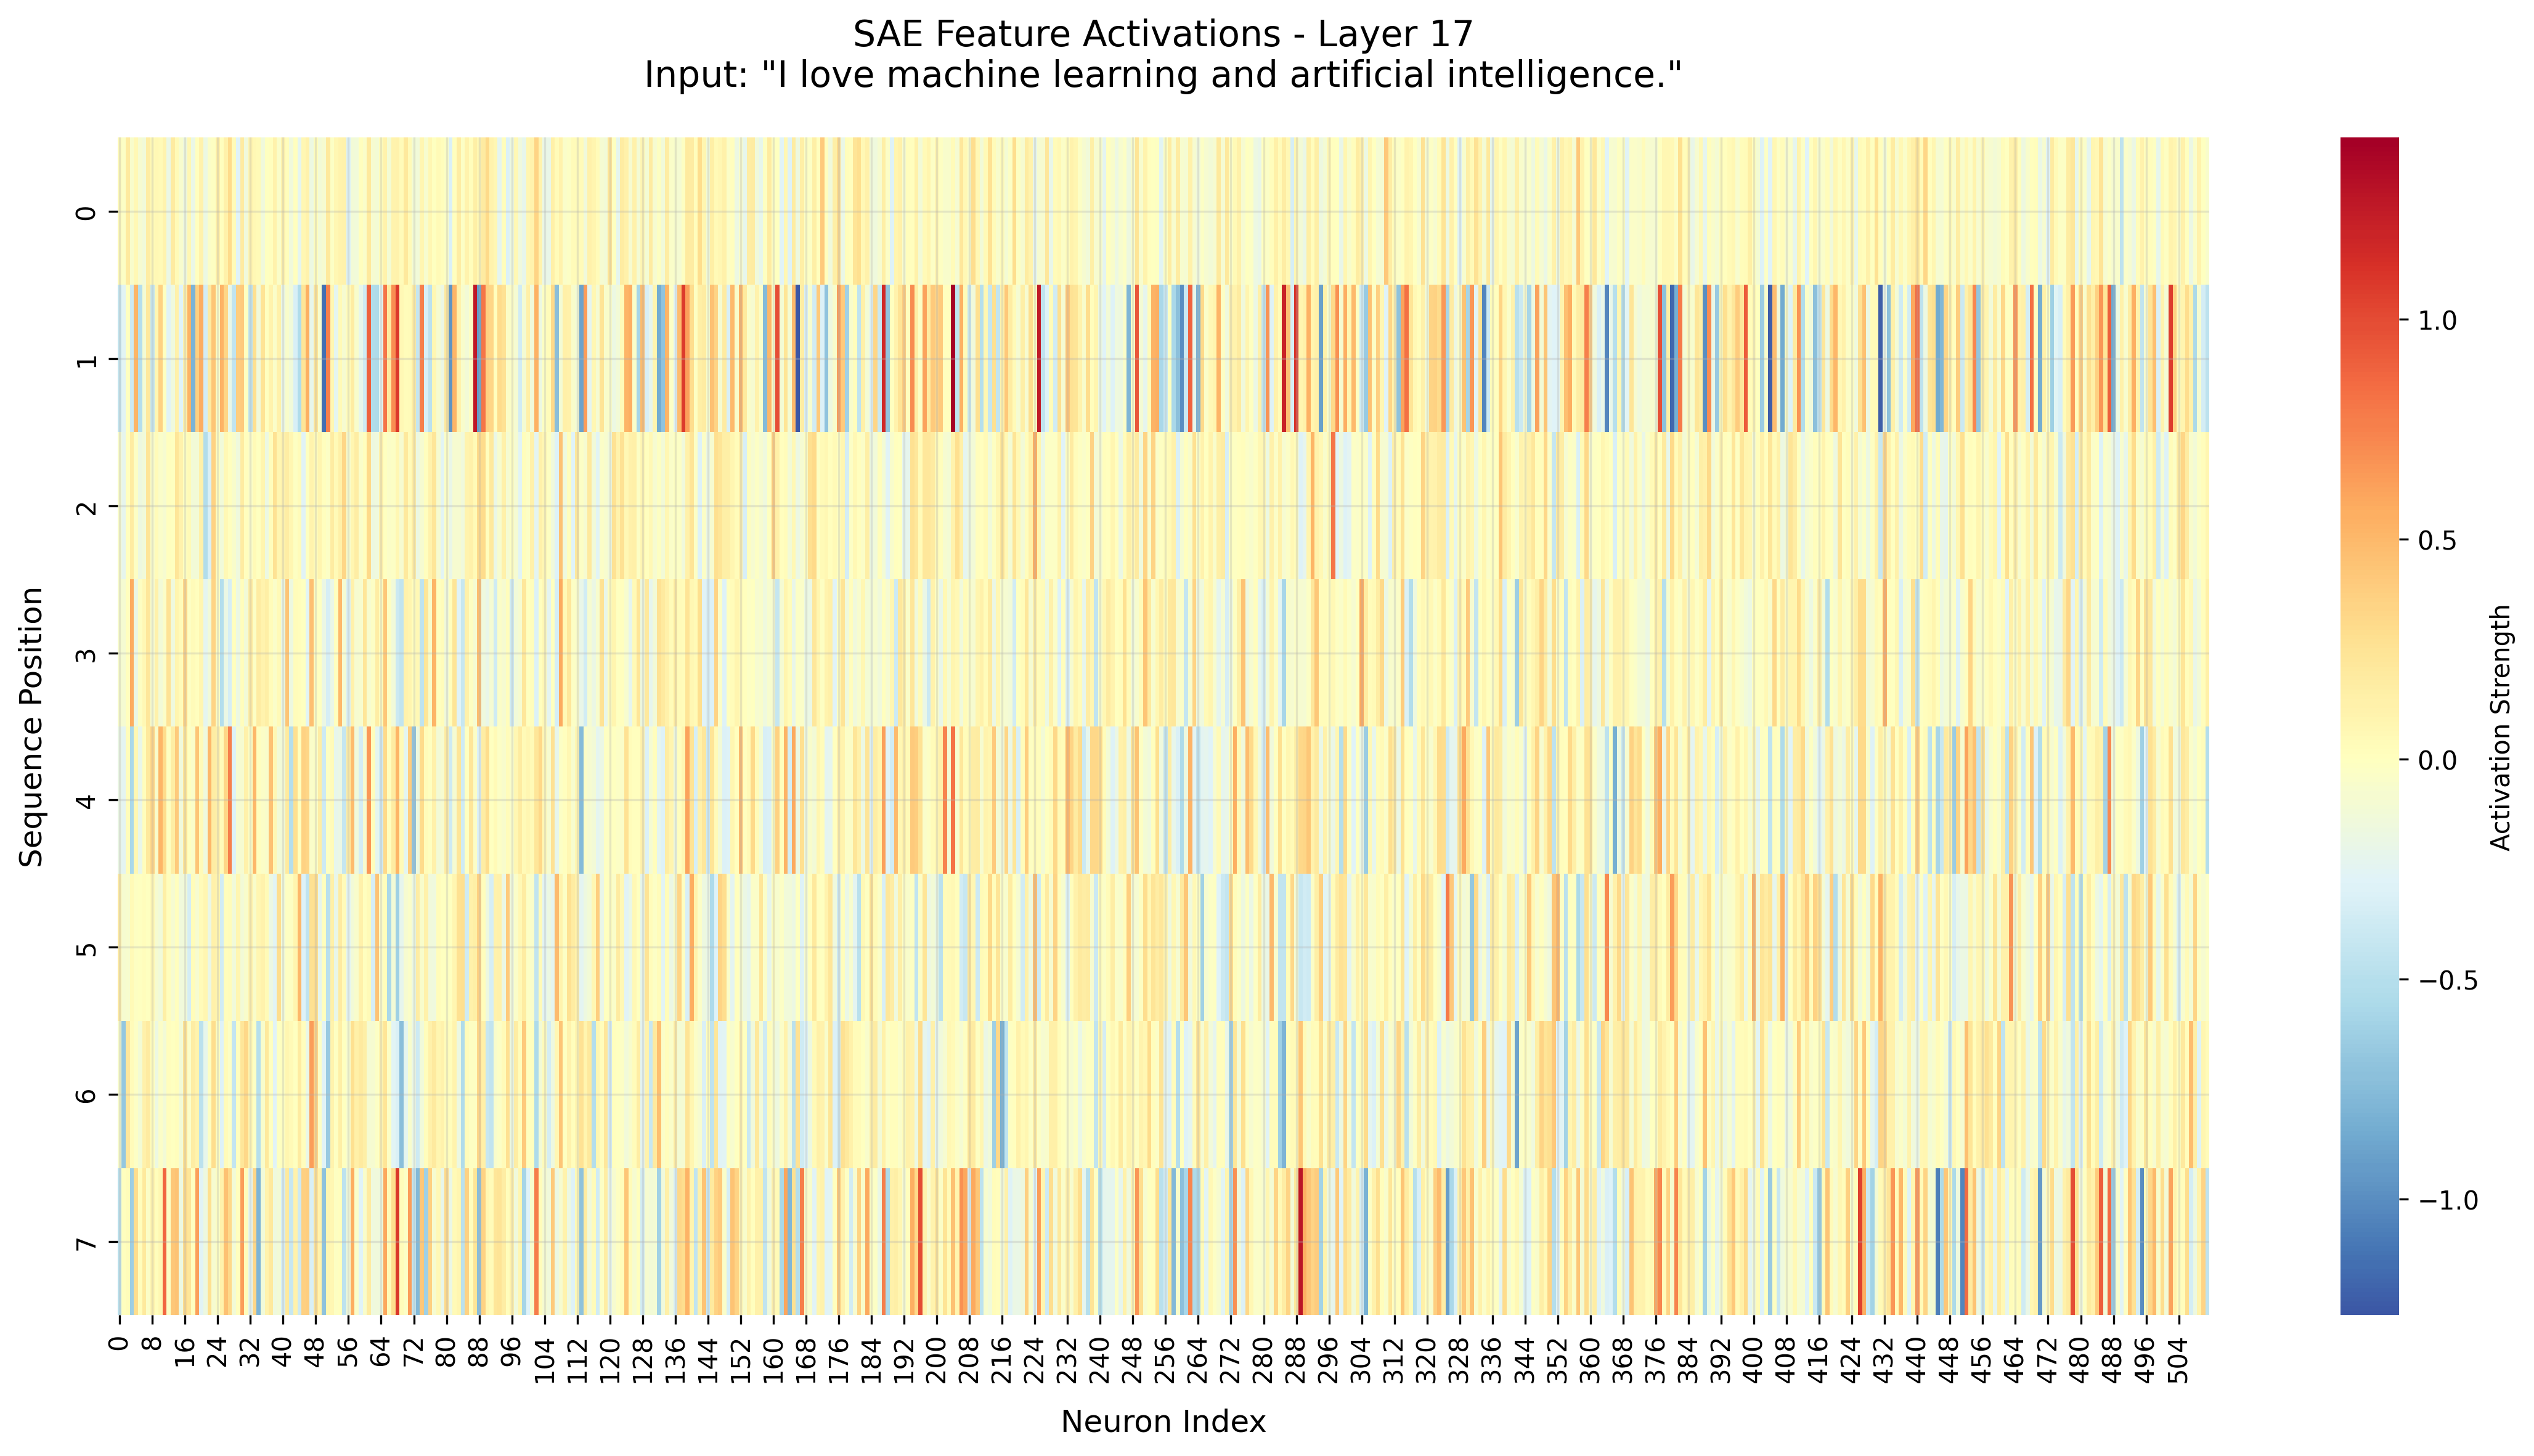 SAE Feature Activations - Layer 17
Input: "I love machine learning and artificial intelligence."
Sequence Position
0
1
2
3
4
5
6
7
0 8 16 24 32 40 48 56 64 72 80 88 96 104 112 120 128 136 144 152 160 168 176 184 192 200 208 216 224 232 240 248 256 264 272 280 288 296 304 312 320 328 336 344 352 360 368 376 384 392 400 408 416 424 432 440 448 456 464 472 480 488 496 504
Neuron Index
1.0
0.5
0.0
−0.5
−1.0
Activation Strength